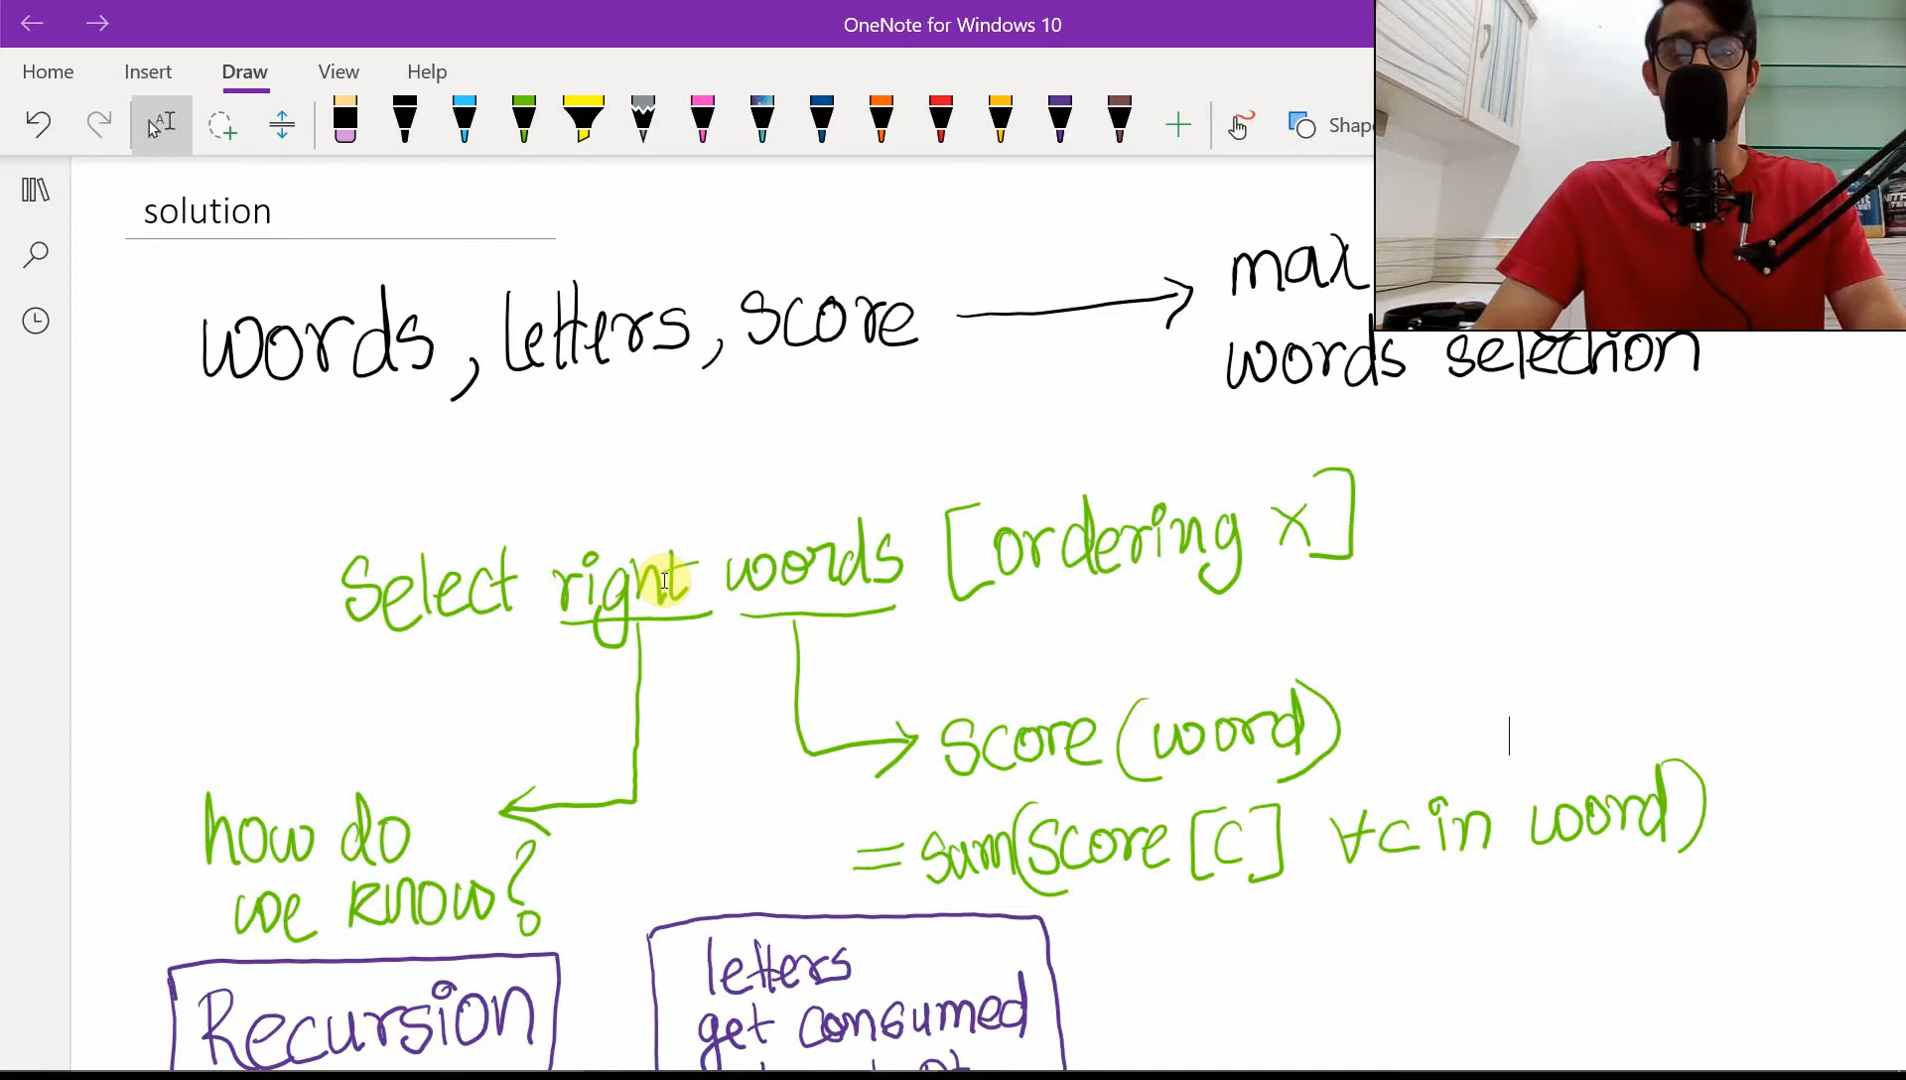 OneNote for Windows 10
Home Insert Draw View Help
solution
words, letters, score → max
words selection
Select right words [ordering x]
score (word)
= sum(score [c] ∀c in word)
how do
we know?
Recursion
letters
get consumed